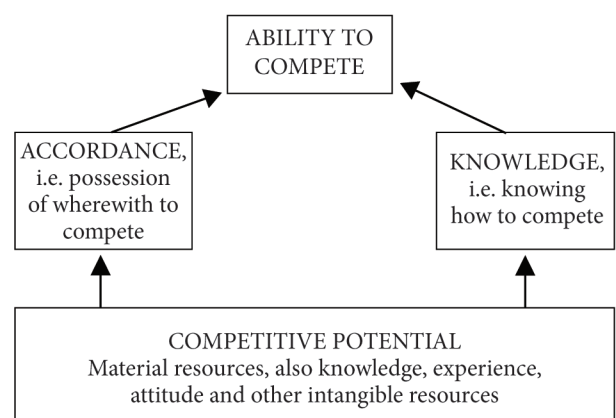 ABILITY TO
COMPETE
ACCORDANCE,
i.e. possession
of wherewith to
compete
KNOWLEDGE,
i.e. knowing
how to compete
COMPETITIVE POTENTIAL
Material resources, also knowledge, experience,
attitude and other intangible resources